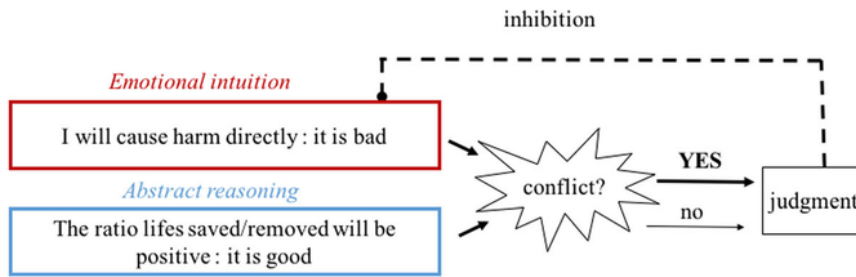 inhibition
Emotional intuition
I will cause harm directly : it is bad
Abstract reasoning
The ratio lifes saved/removed will be
positive : it is good
conflict?
YES
no
judgment